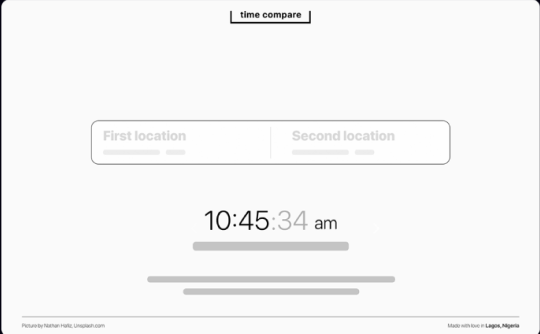 time compare
First location
Second location
10:45:34 am
Picture by Nathan Haltz, Unsplash.com
Made with love in Lagos, Nigeria